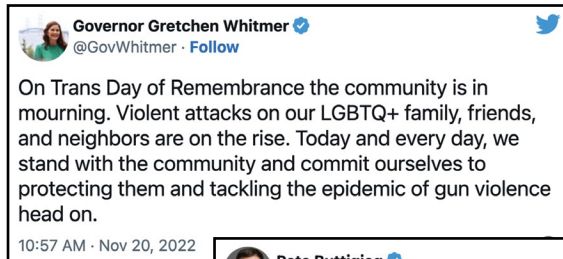 Governor Gretchen Whitmer
@GovWhitmer · Follow
On Trans Day of Remembrance the community is in
mourning. Violent attacks on our LGBTQ+ family, friends,
and neighbors are on the rise. Today and every day, we
stand with the community and commit ourselves to
protecting them and tackling the epidemic of gun violence
head on.
10:57 AM · Nov 20, 2022